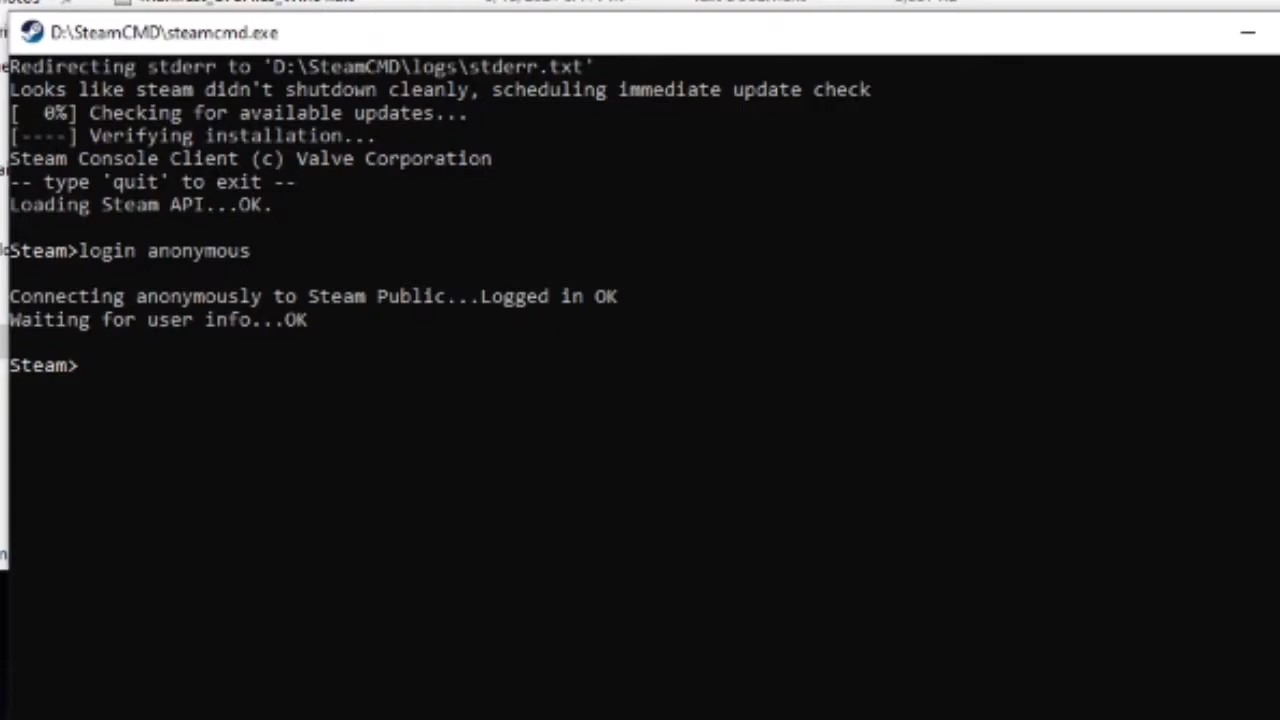 D:\SteamCMD\steamcmd.exe
Redirecting stderr to 'D:\SteamCMD\logs\stderr.txt'
Looks like steam didn't shutdown cleanly, scheduling immediate update check
[  0%] Checking for available updates...
[----] Verifying installation...
Steam Console Client (c) Valve Corporation
-- type 'quit' to exit --
Loading Steam API...OK.
Steam>login anonymous
Connecting anonymously to Steam Public...Logged in OK
Waiting for user info...OK
Steam>